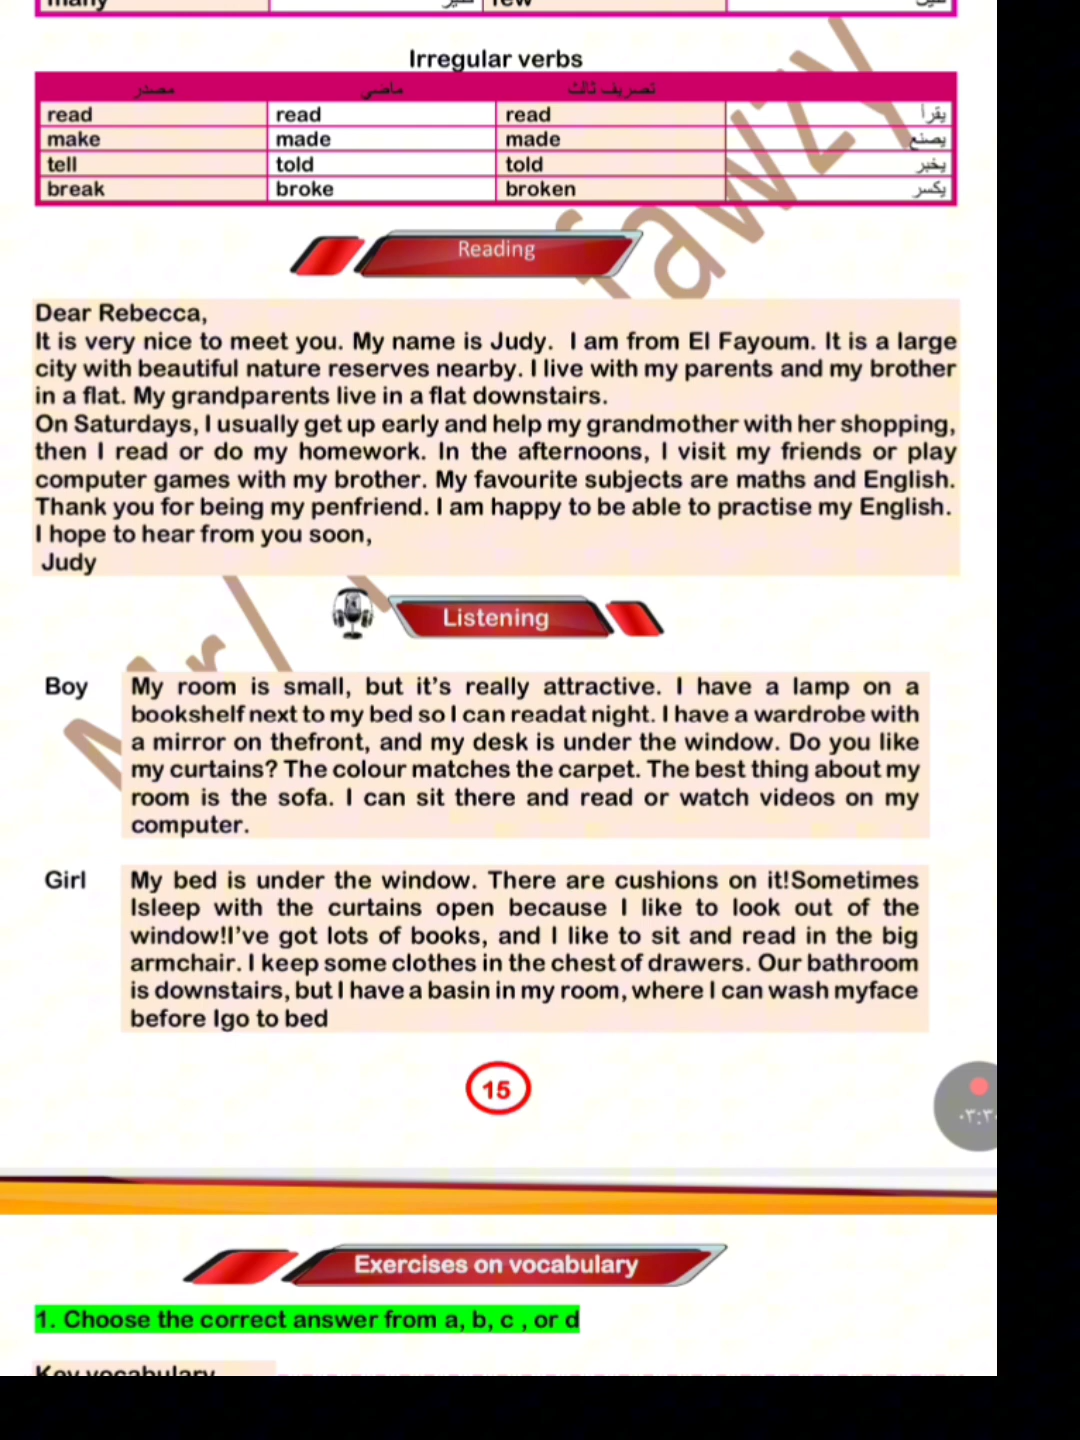 many كثير few قليل
Irregular verbs
مصدر ماضي تصريف ثالث
read read read يقرأ
make made made يصنع
tell told told يخبر
break broke broken يكسر
Reading
Dear Rebecca,
It is very nice to meet you. My name is Judy. I am from El Fayoum. It is a large
city with beautiful nature reserves nearby. I live with my parents and my brother
in a flat. My grandparents live in a flat downstairs.
On Saturdays, I usually get up early and help my grandmother with her shopping,
then I read or do my homework. In the afternoons, I visit my friends or play
computer games with my brother. My favourite subjects are maths and English.
Thank you for being my penfriend. I am happy to be able to practise my English.
I hope to hear from you soon,
Judy
Listening
Boy My room is small, but it's really attractive. I have a lamp on a
bookshelf next to my bed so I can readat night. I have a wardrobe with
a mirror on thefront, and my desk is under the window. Do you like
my curtains? The colour matches the carpet. The best thing about my
room is the sofa. I can sit there and read or watch videos on my
computer.
Girl My bed is under the window. There are cushions on it!Sometimes
Isleep with the curtains open because I like to look out of the
window!I've got lots of books, and I like to sit and read in the big
armchair. I keep some clothes in the chest of drawers. Our bathroom
is downstairs, but I have a basin in my room, where I can wash myface
before Igo to bed
15
Exercises on vocabulary
1. Choose the correct answer from a, b, c , or d
Key vocabulary
Mr/ fawzy